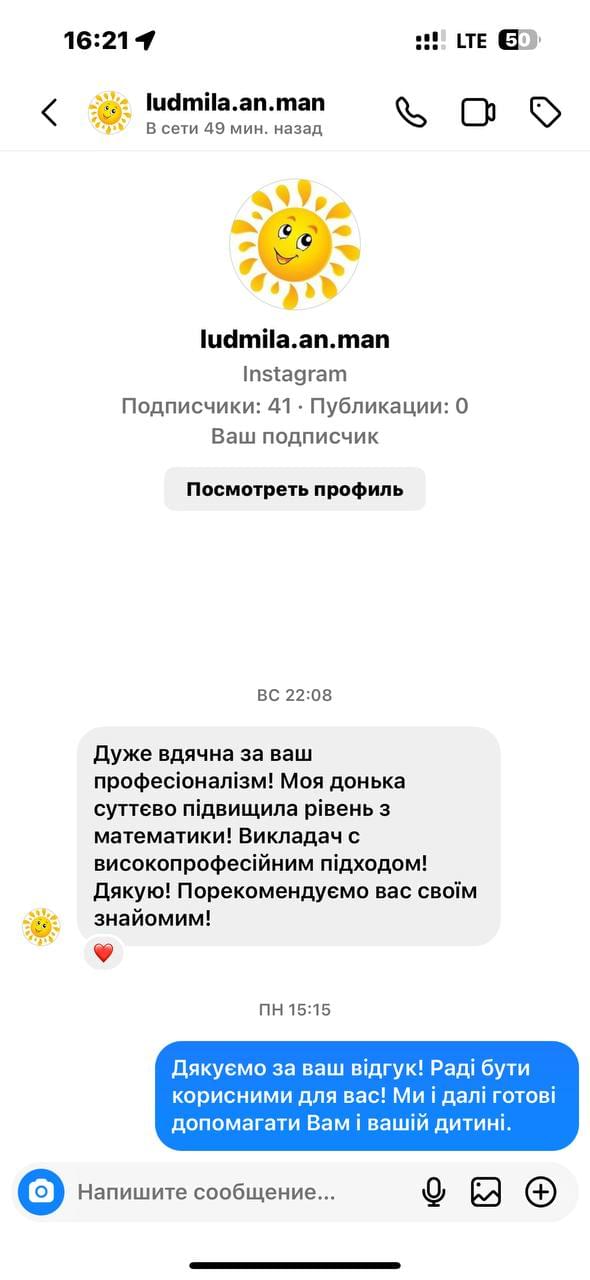 16:21
LTE
50
ludmila.an.man
В сети 49 мин. назад
ludmila.an.man
Instagram
Подписчики: 41 · Публикации: 0
Ваш подписчик
Посмотреть профиль
ВС 22:08
Дуже вдячна за ваш
професіоналізм! Моя донька
суттєво підвищила рівень з
математики! Викладач с
високопрофесійним підходом!
Дякую! Порекомендуємо вас своїм
знайомим!
ПН 15:15
Дякуємо за ваш відгук! Раді бути
корисними для вас! Ми і далі готові
допомагати Вам і вашій дитині.
Напишите сообщение...